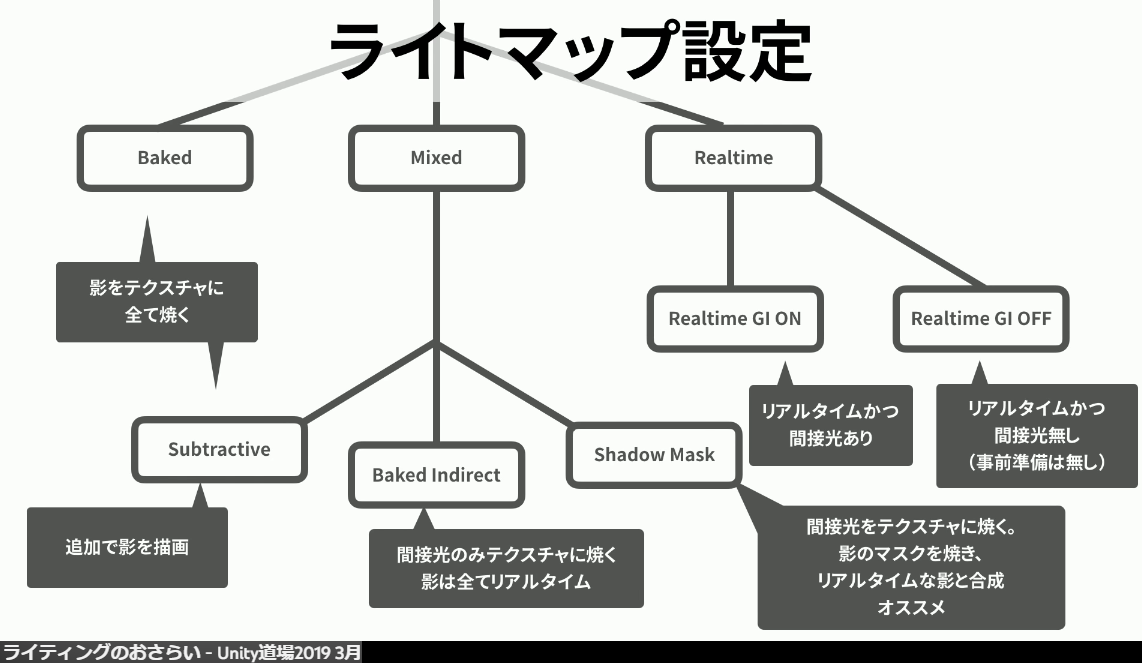 ライトマップ設定
Baked
Mixed
Realtime
影をテクスチャに
全て焼く
Realtime GI ON
Realtime GI OFF
リアルタイムかつ
間接光あり
リアルタイムかつ
間接光無し
（事前準備は無し）
Subtractive
Baked Indirect
Shadow Mask
追加で影を描画
間接光のみテクスチャに焼く
影は全てリアルタイム
間接光をテクスチャに焼く。
影のマスクを焼き、
リアルタイムな影と合成
オススメ
ライティングのおさらい - Unity道場2019 3月